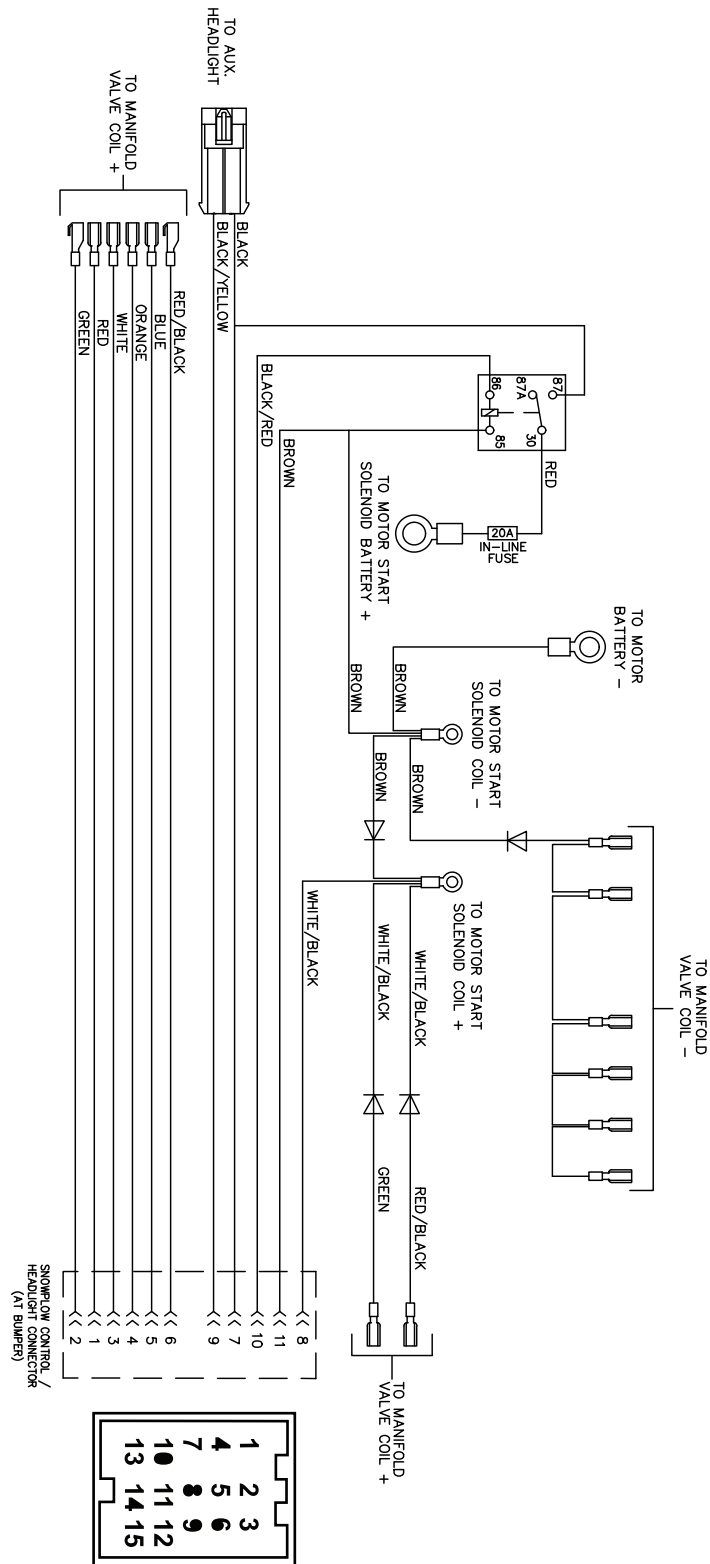 TO AUX.
HEADLIGHT
TO MANIFOLD
VALVE COIL +
BLACK
BLACK/YELLOW
RED/BLACK
BLUE
ORANGE
WHITE
RED
GREEN
BLACK/RED
BROWN
87
87A
86
30
85
RED
20A
IN-LINE
FUSE
TO MOTOR START
SOLENOID BATTERY +
TO MOTOR
BATTERY -
BROWN
BROWN
TO MOTOR START
SOLENOID COIL -
BROWN
BROWN
TO MOTOR START
SOLENOID COIL +
WHITE/BLACK
WHITE/BLACK
WHITE/BLACK
TO MANIFOLD
VALVE COIL -
GREEN
RED/BLACK
TO MANIFOLD
VALVE COIL +
8
11
10
7
9
6
5
4
3
1
2
SNOWPLOW CONTROL /
HEADLIGHT CONNECTOR
(AT BUMPER)
1 2 3
4 5 6
7 8 9
10 11 12
13 14 15